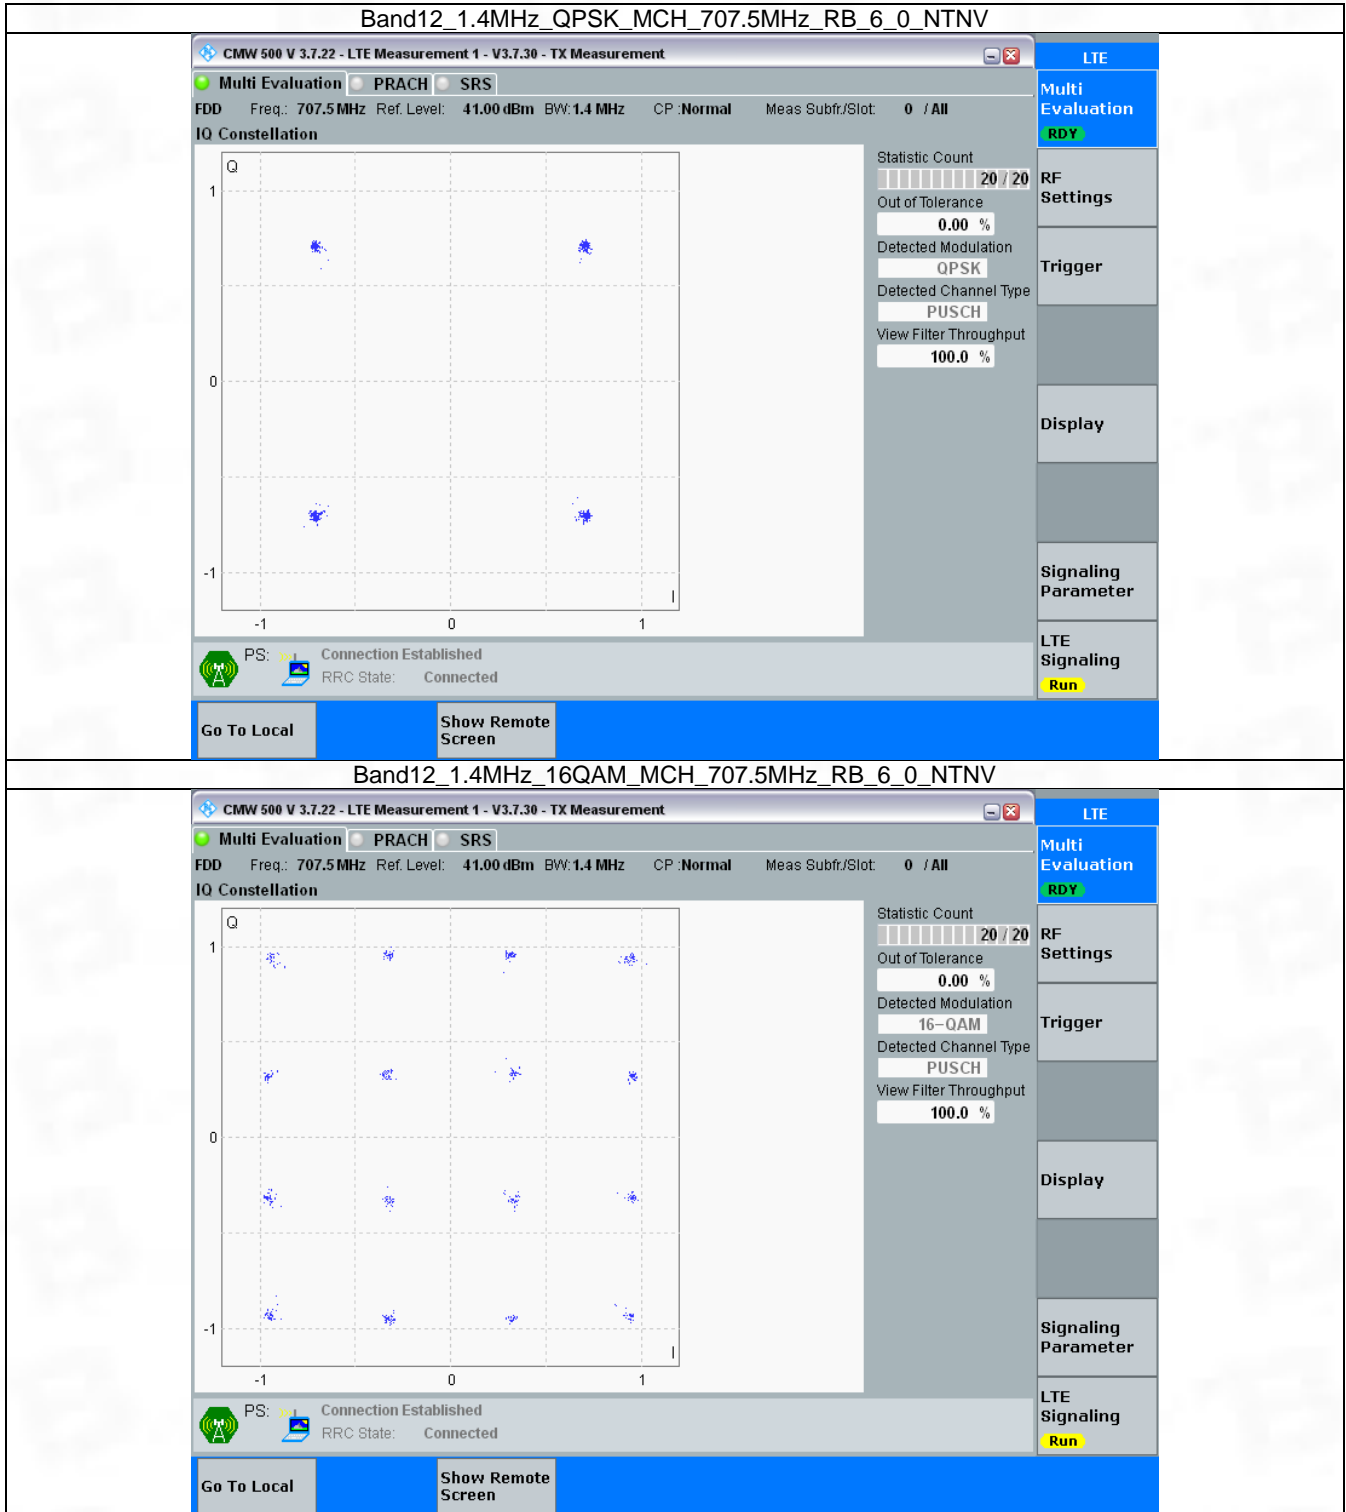 Band12_1.4MHz_QPSK_MCH_707.5MHz_RB_6_0_NTNV
CMW 500 V 3.7.22 - LTE Measurement 1 - V3.7.30 - TX Measurement
LTE
Multi Evaluation PRACH SRS
Multi
Evaluation
RDY
FDD Freq.: 707.5 MHz Ref. Level: 41.00 dBm BW: 1.4 MHz CP : Normal Meas Subfr./Slot: 0 / All
IQ Constellation
Q
1
0
-1
I
-1 0 1
Statistic Count
20 / 20
Out of Tolerance
0.00 %
Detected Modulation
QPSK
Detected Channel Type
PUSCH
View Filter Throughput
100.0 %
RF
Settings
Trigger
Display
Signaling
Parameter
LTE
Signaling
Run
PS: Connection Established
RRC State: Connected
Go To Local
Show Remote
Screen
Band12_1.4MHz_16QAM_MCH_707.5MHz_RB_6_0_NTNV
CMW 500 V 3.7.22 - LTE Measurement 1 - V3.7.30 - TX Measurement
LTE
Multi Evaluation PRACH SRS
Multi
Evaluation
RDY
FDD Freq.: 707.5 MHz Ref. Level: 41.00 dBm BW: 1.4 MHz CP : Normal Meas Subfr./Slot: 0 / All
IQ Constellation
Q
1
0
-1
I
-1 0 1
Statistic Count
20 / 20
Out of Tolerance
0.00 %
Detected Modulation
16-QAM
Detected Channel Type
PUSCH
View Filter Throughput
100.0 %
RF
Settings
Trigger
Display
Signaling
Parameter
LTE
Signaling
Run
PS: Connection Established
RRC State: Connected
Go To Local
Show Remote
Screen